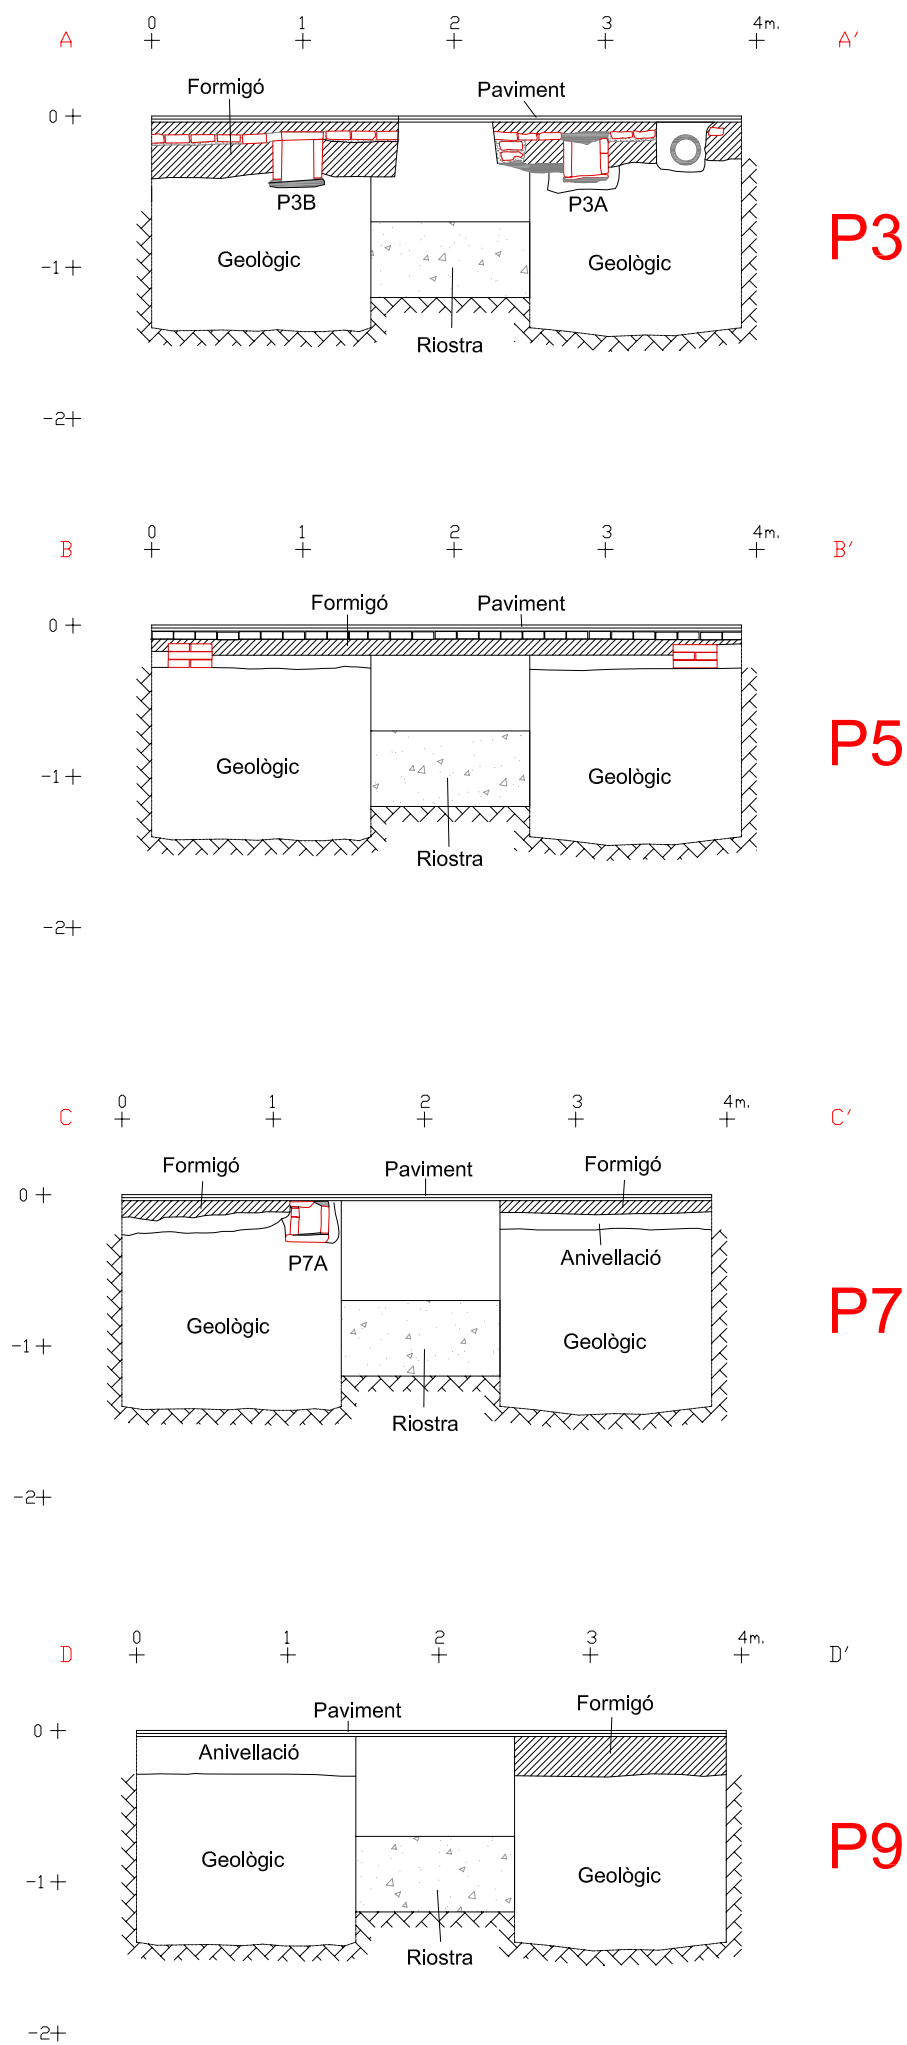 0 1 2 3 4m.
A A'
Formigó Paviment
0
P3B P3A
P3
Geològic Geològic
-1
Riostra
-2
0 1 2 3 4m.
B B'
Formigó Paviment
0
P5
Geològic Geològic
-1
Riostra
-2
0 1 2 3 4m.
C C'
Formigó Paviment Formigó
0
P7A Anivellació
P7
Geològic Geològic
-1
Riostra
-2
0 1 2 3 4m.
D D'
Paviment Formigó
0
Anivellació
P9
Geològic Geològic
-1
Riostra
-2